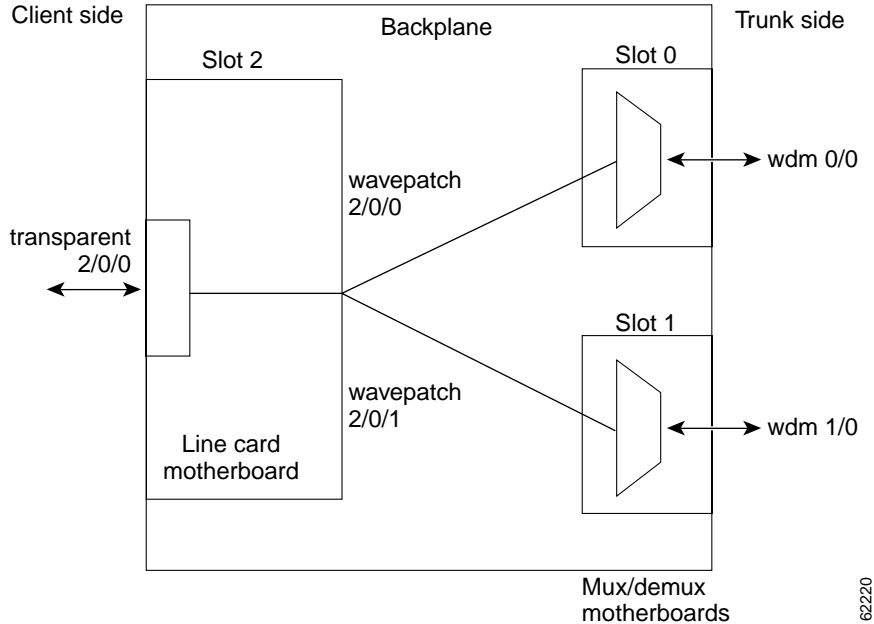 Client side
Backplane
Trunk side
Slot 2
Slot 0
wavepatch
2/0/0
wdm 0/0
transparent
2/0/0
Slot 1
wavepatch
2/0/1
wdm 1/0
Line card
motherboard
Mux/demux
motherboards
62220